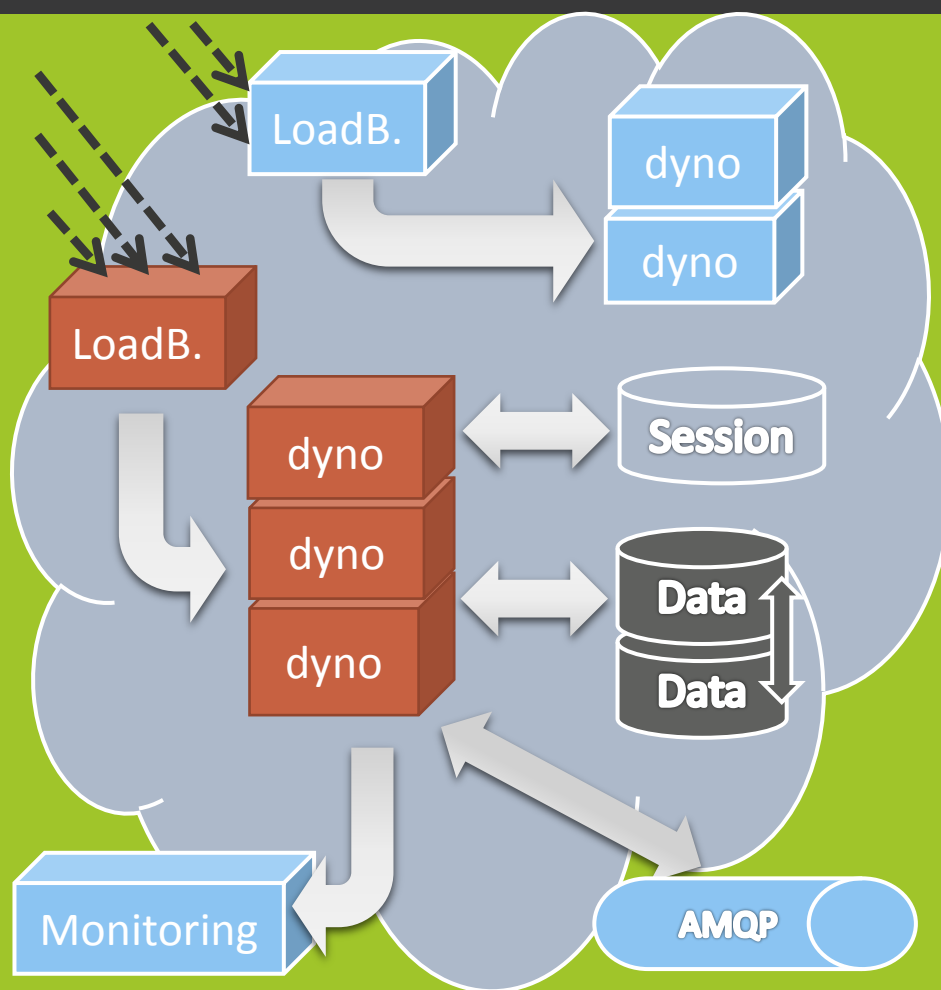 LoadB.
dyno
dyno
LoadB.
dyno
dyno
dyno
Session
Data
Data
Monitoring
AMQP